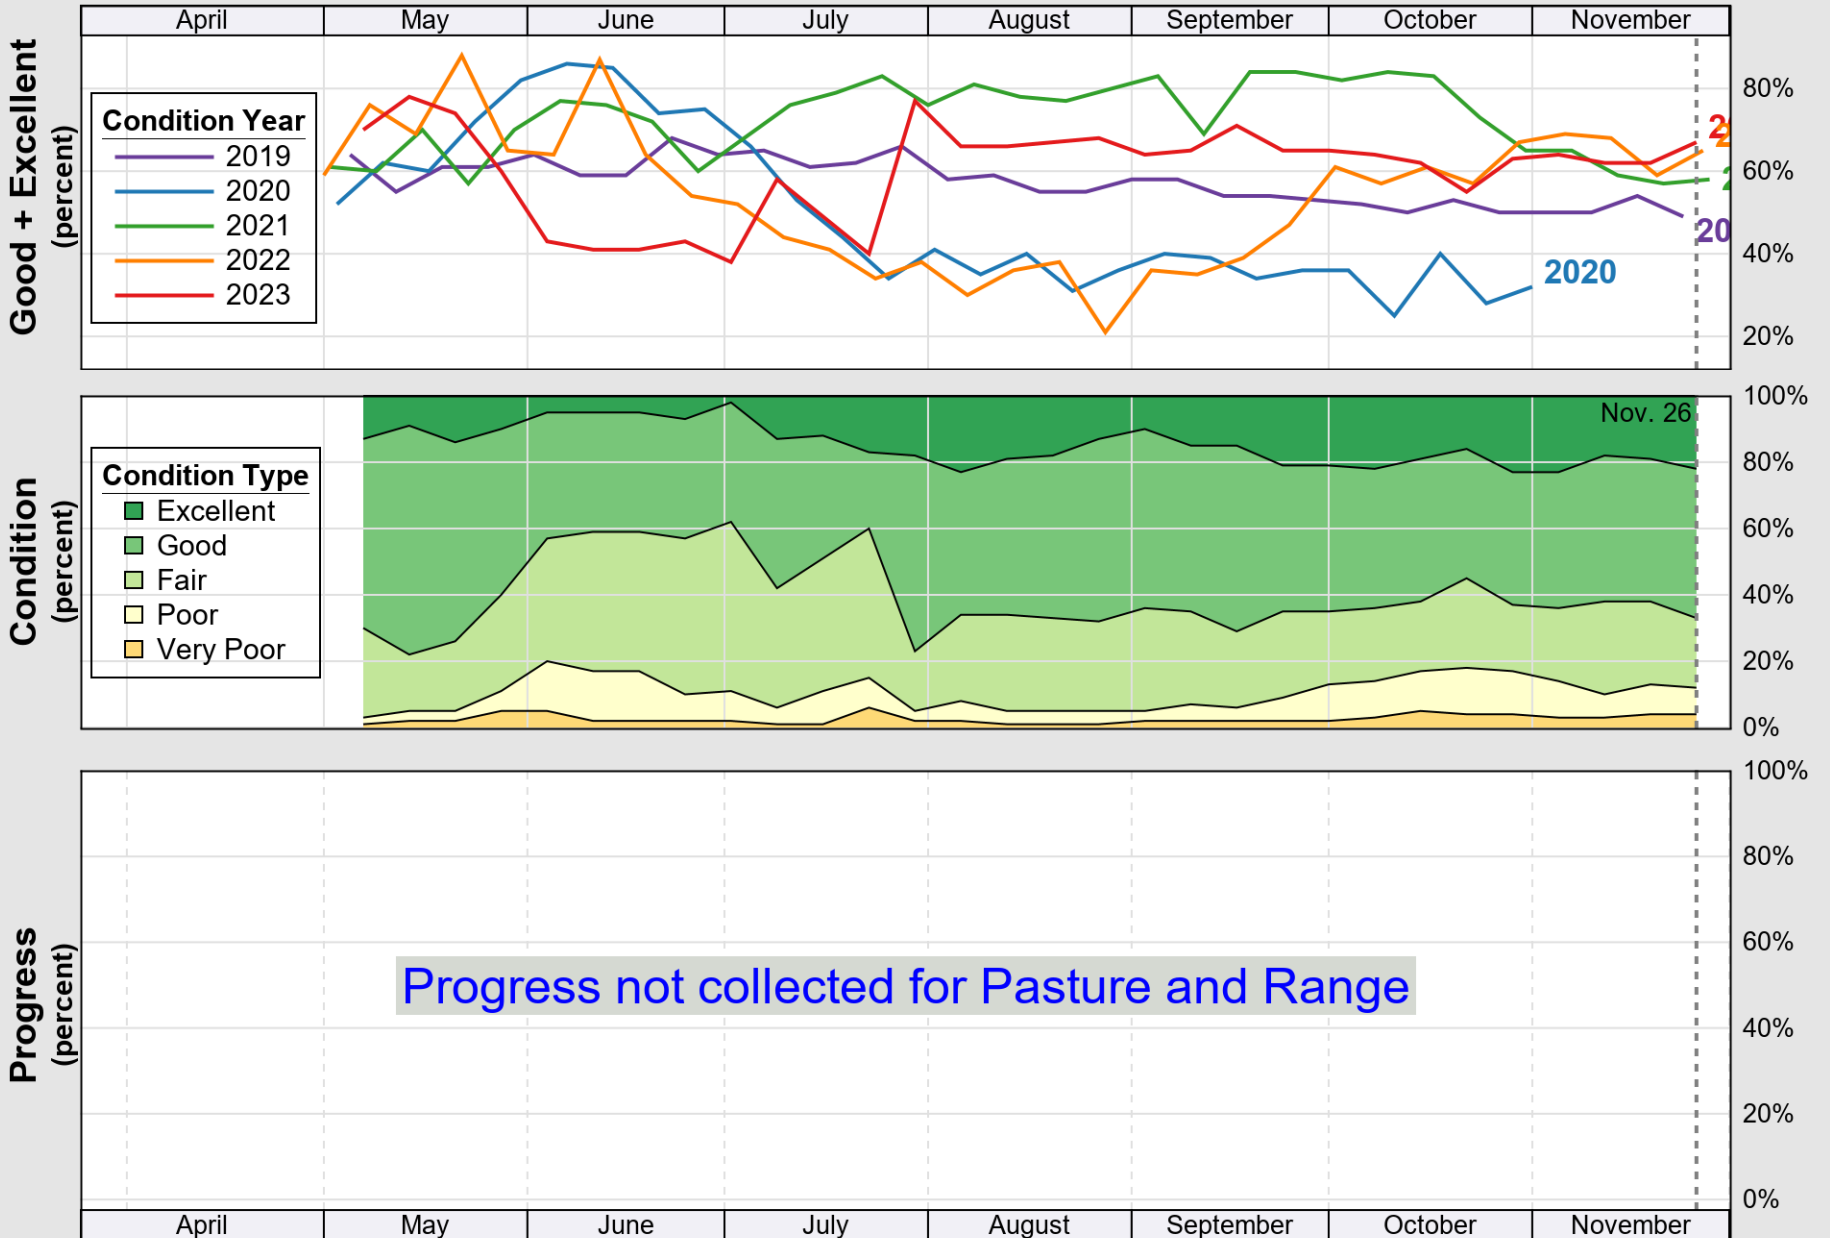 April May June July August September October November
Good + Excellent
(percent)
80%
60%
40%
20%
Condition Year
2019
2020
2021
2022
2023
2020
20
Condition
(percent)
100%
80%
60%
40%
20%
0%
Nov. 26
Condition Type
Excellent
Good
Fair
Poor
Very Poor
Progress
(percent)
100%
80%
60%
40%
20%
0%
Progress not collected for Pasture and Range
April May June July August September October November